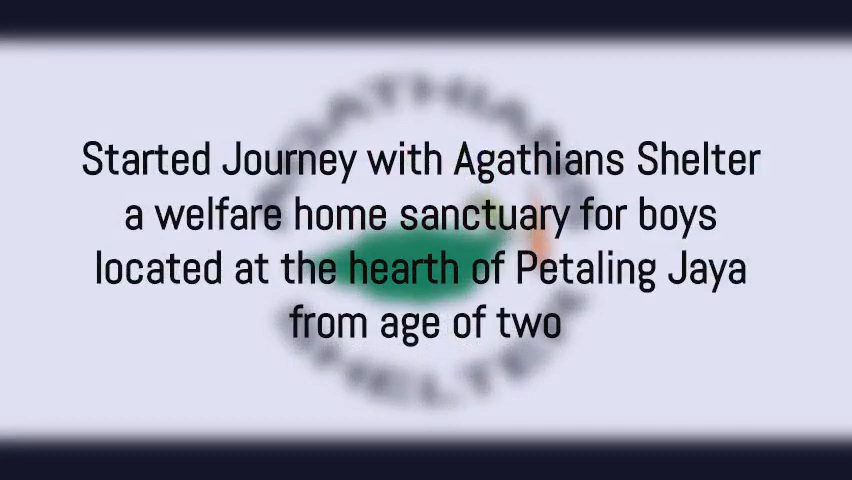 Started Journey with Agathians Shelter
a welfare home sanctuary for boys
located at the hearth of Petaling Jaya
from age of two
SHELTER